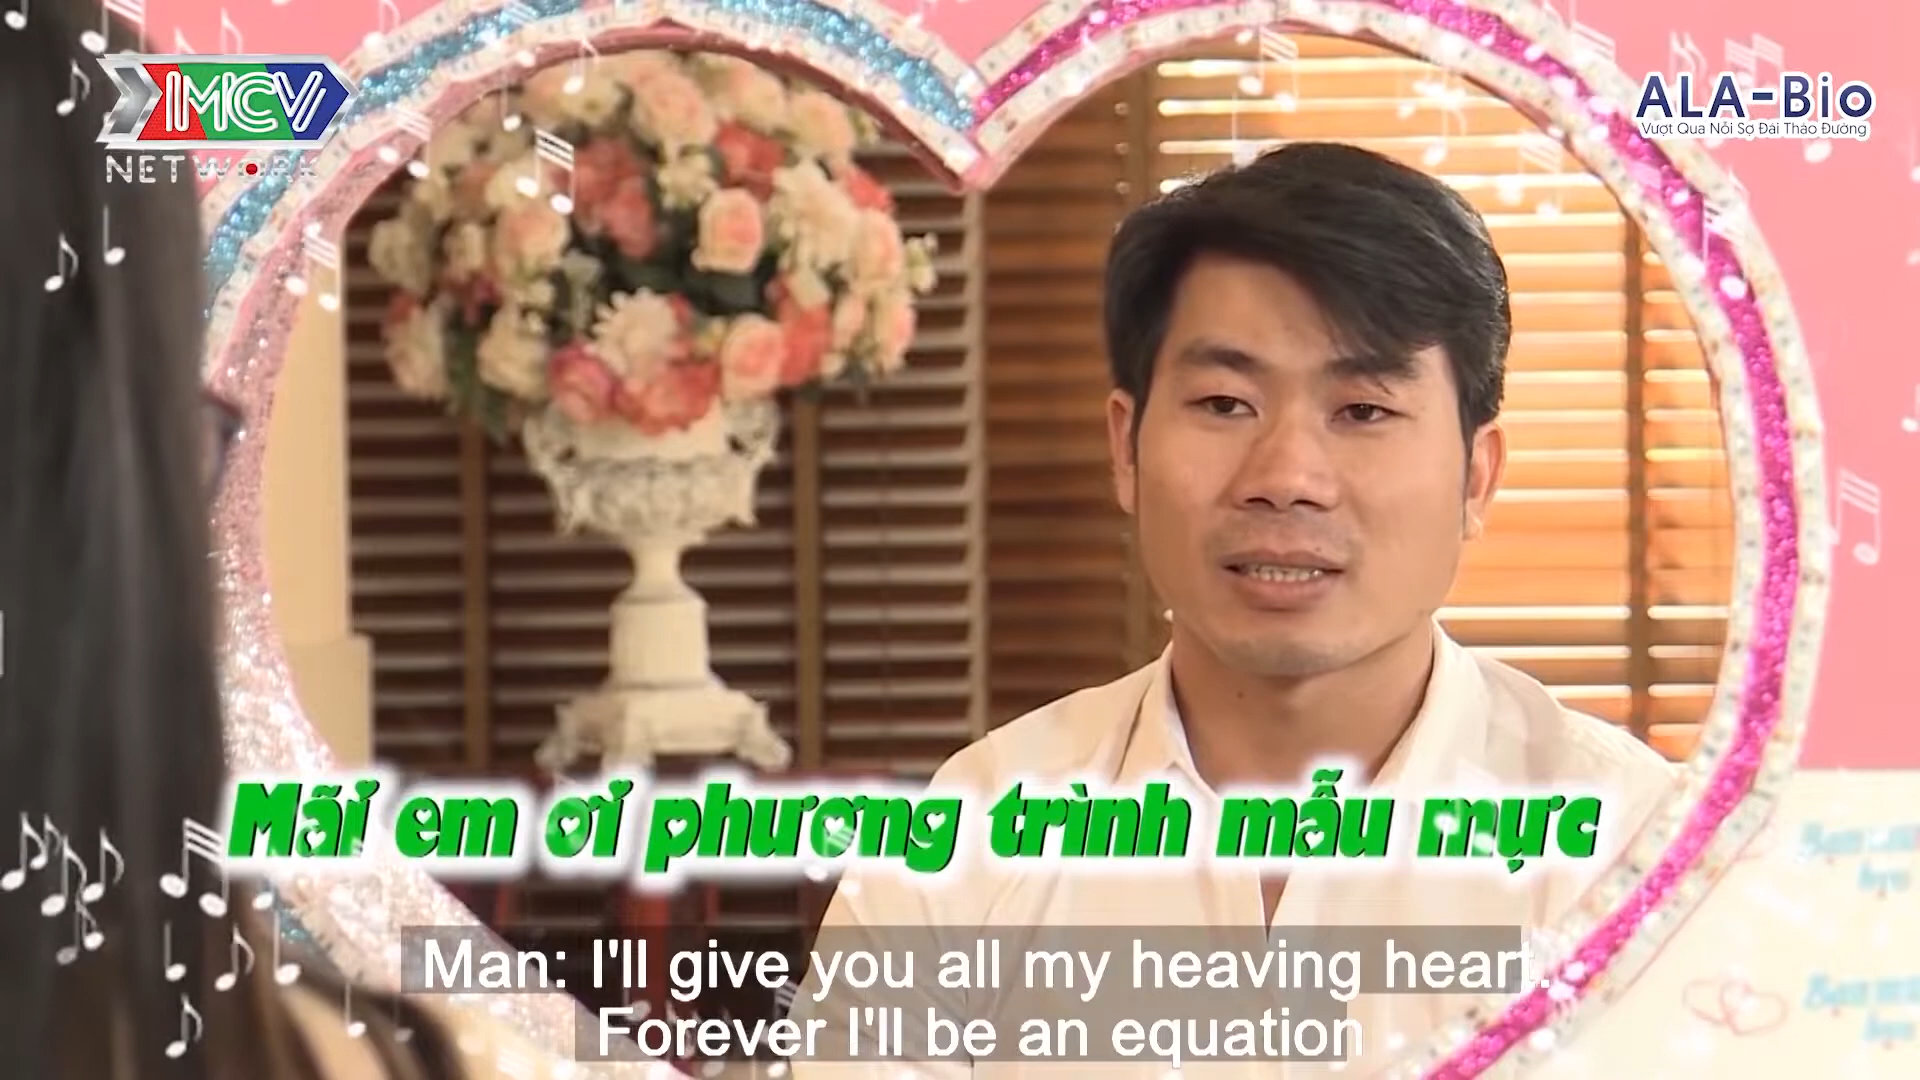 MCV
NETWORK
ALA-Bio
Vượt Qua Nỗi Sợ Đái Tháo Đường
Mãi em ơi phương trình mẫu mực
Man: I'll give you all my heaving heart.
Forever I'll be an equation